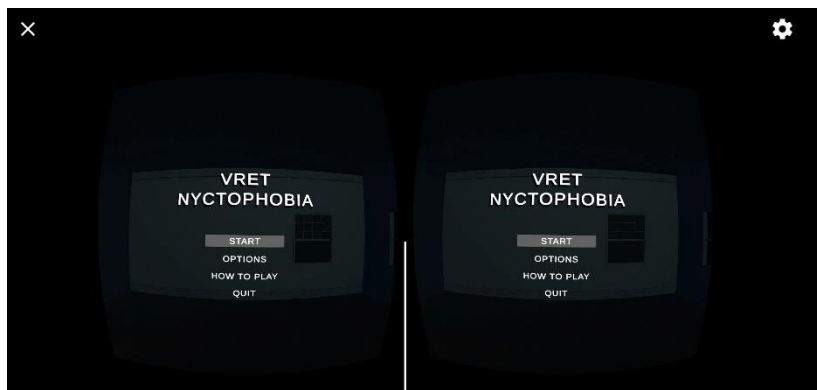 VRET
NYCTOPHOBIA
START
OPTIONS
HOW TO PLAY
QUIT
VRET
NYCTOPHOBIA
START
OPTIONS
HOW TO PLAY
QUIT